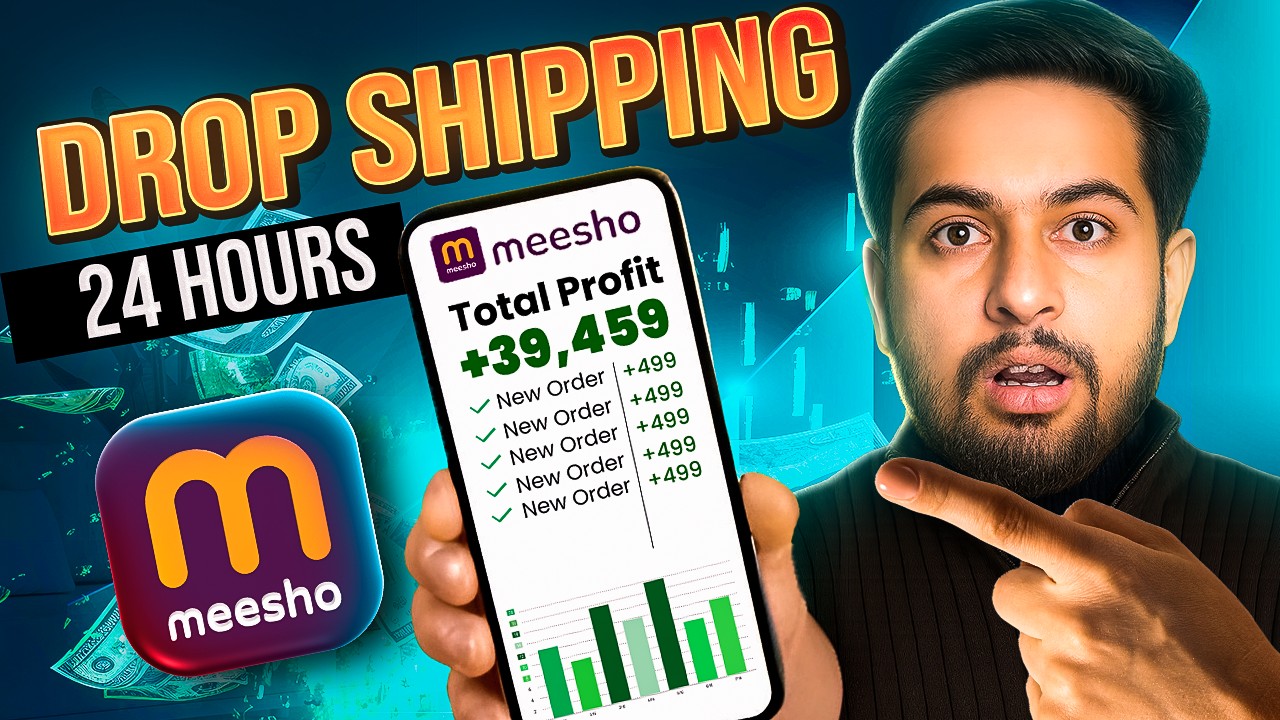 DROP SHIPPING
24 HOURS
m
meesho
meesho
Total Profit
+39,459
New Order +499
New Order +499
New Order +499
New Order +499
New Order +499
m
meesho